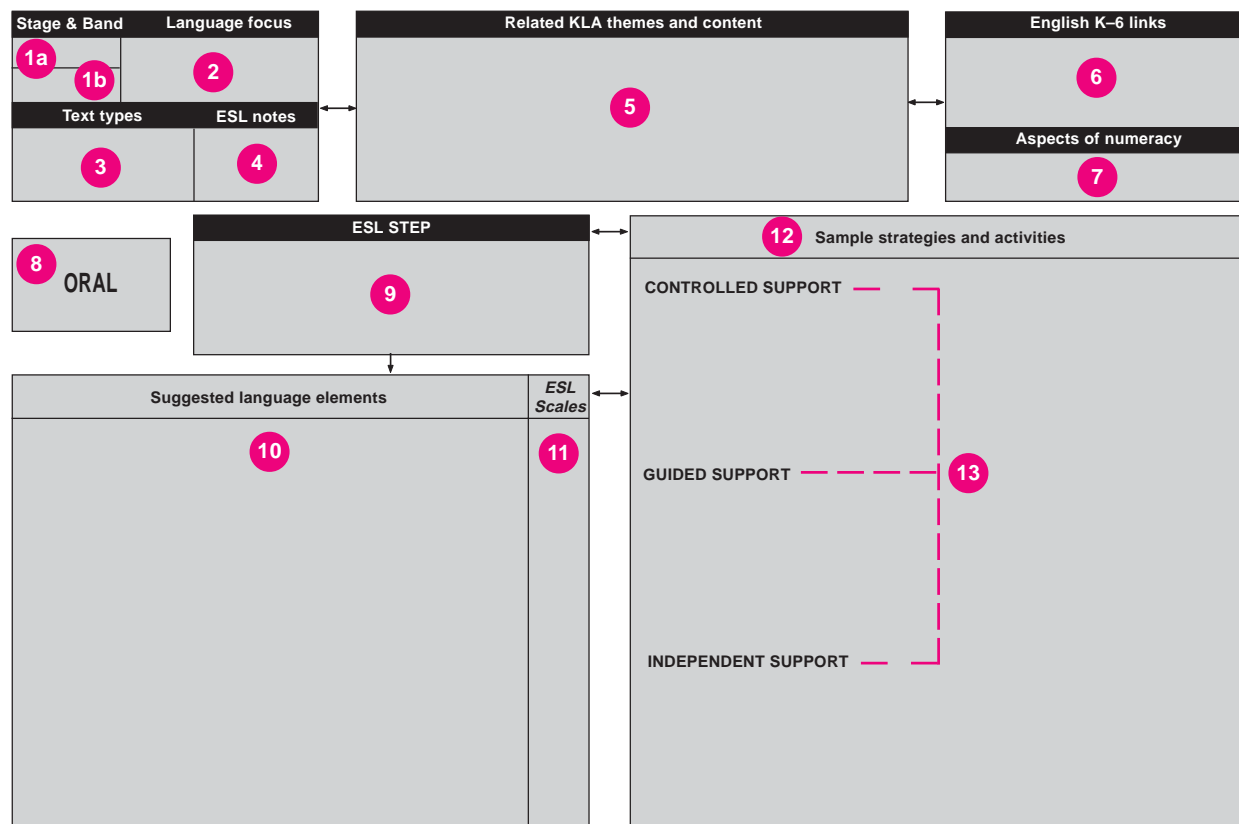 Stage & Band Language focus
1a
1b
2
Text types ESL notes
3
4
Related KLA themes and content
5
English K–6 links
6
Aspects of numeracy
7
8
ORAL
ESL STEP
9
Suggested language elements
ESL
Scales
10
11
12 Sample strategies and activities
CONTROLLED SUPPORT
GUIDED SUPPORT
13
INDEPENDENT SUPPORT